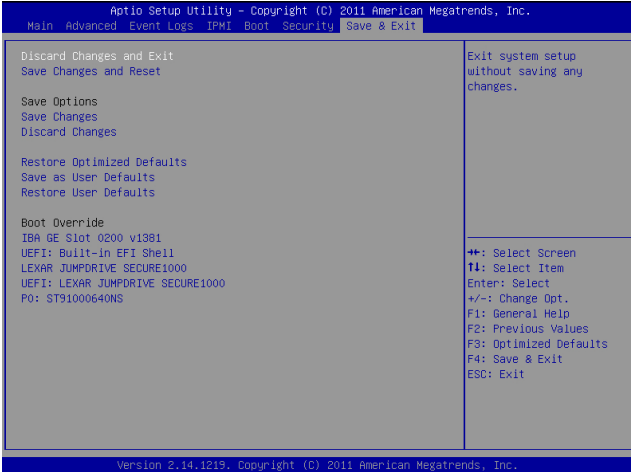 Aptio Setup Utility – Copyright (C) 2011 American Megatrends, Inc.
Main Advanced Event Logs IPMI Boot Security Save & Exit
Discard Changes and Exit
Save Changes and Reset
Save Options
Save Changes
Discard Changes
Restore Optimized Defaults
Save as User Defaults
Restore User Defaults
Boot Override
IBA GE Slot 0200 v1381
UEFI: Built-in EFI Shell
LEXAR JUMPDRIVE SECURE1000
UEFI: LEXAR JUMPDRIVE SECURE1000
P0: ST91000640NS
Exit system setup
without saving any
changes.
→←: Select Screen
↑↓: Select Item
Enter: Select
+/-: Change Opt.
F1: General Help
F2: Previous Values
F3: Optimized Defaults
F4: Save & Exit
ESC: Exit
Version 2.14.1219. Copyright (C) 2011 American Megatrends, Inc.